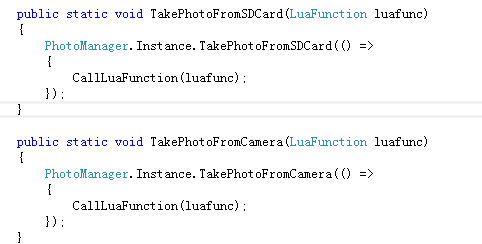 public static void TakePhotoFromSDCard(LuaFunction luafunc)
{
    PhotoManager.Instance.TakePhotoFromSDCard(() =>
    {
        CallLuaFunction(luafunc);
    });
}
public static void TakePhotoFromCamera(LuaFunction luafunc)
{
    PhotoManager.Instance.TakePhotoFromCamera(() =>
    {
        CallLuaFunction(luafunc);
    });
}